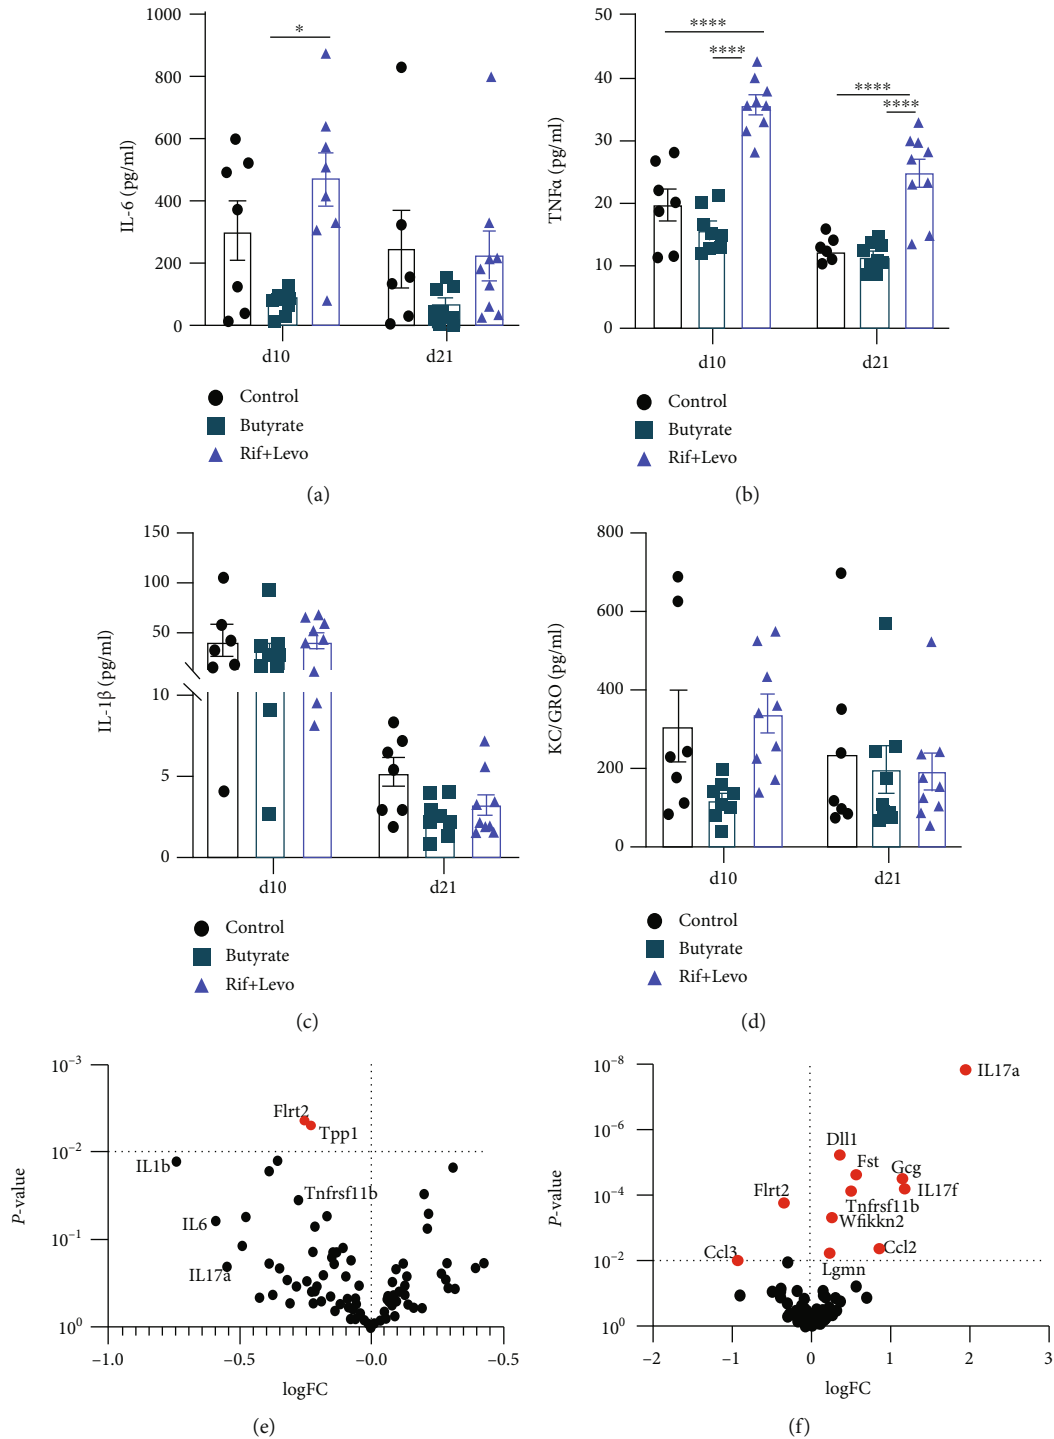 1000
800
600
400
200
0
IL-6 (pg/ml)
*
d10
d21
Control
Butyrate
Rif+Levo
(a)
50
40
30
20
10
0
TNFα (pg/ml)
****
****
****
****
d10
d21
Control
Butyrate
Rif+Levo
(b)
150
100
50
10
5
0
IL-1β (pg/ml)
d10
d21
Control
Butyrate
Rif+Levo
(c)
800
600
400
200
0
KC/GRO (pg/ml)
d10
d21
Control
Butyrate
Rif+Levo
(d)
10⁻³
10⁻²
10⁻¹
10⁰
P-value
Flrt2
Tpp1
IL1b
Tnfrsf11b
IL6
IL17a
−1.0
−0.5
−0.0
−0.5
logFC
(e)
10⁻⁸
10⁻⁶
10⁻⁴
10⁻²
10⁰
P-value
IL17a
Dll1
Fst
Gcg
Flrt2
IL17f
Tnfrsf11b
Wfikkn2
Ccl3
Ccl2
Lgmn
−2
−1
0
1
2
3
logFC
(f)